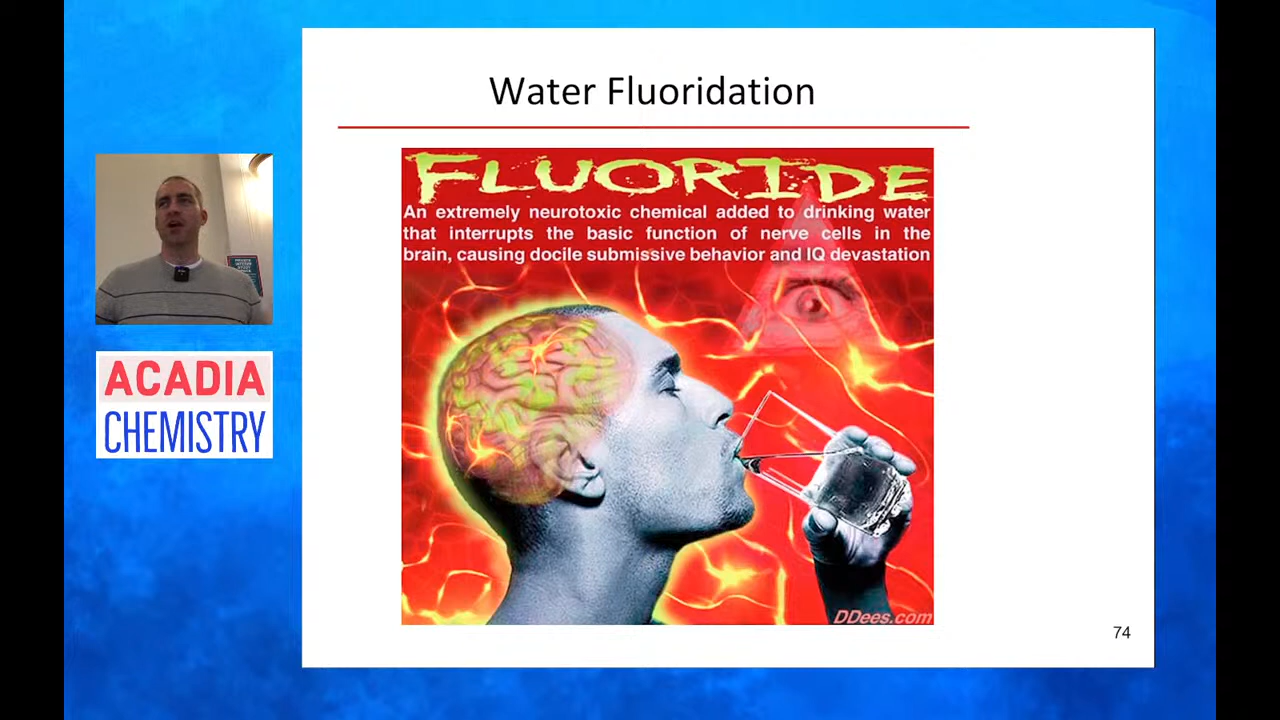 Water Fluoridation
FLUORIDE
An extremely neurotoxic chemical added to drinking water
that interrupts the basic function of nerve cells in the
brain, causing docile submissive behavior and IQ devastation
ACADIA
CHEMISTRY
DDees.com
74